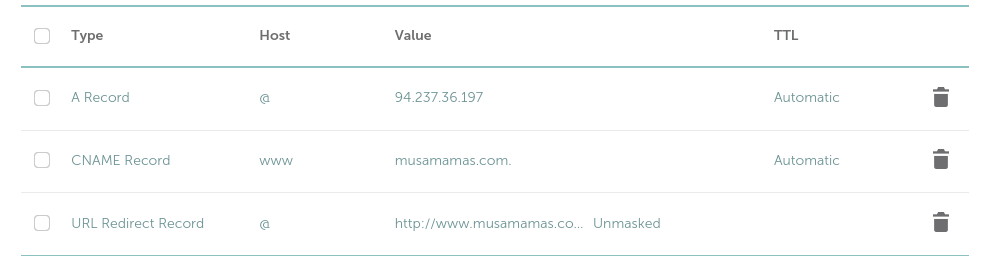 Type Host Value TTL
A Record @ 94.237.36.197 Automatic
CNAME Record www musamamas.com. Automatic
URL Redirect Record @ http://www.musamamas.co... Unmasked